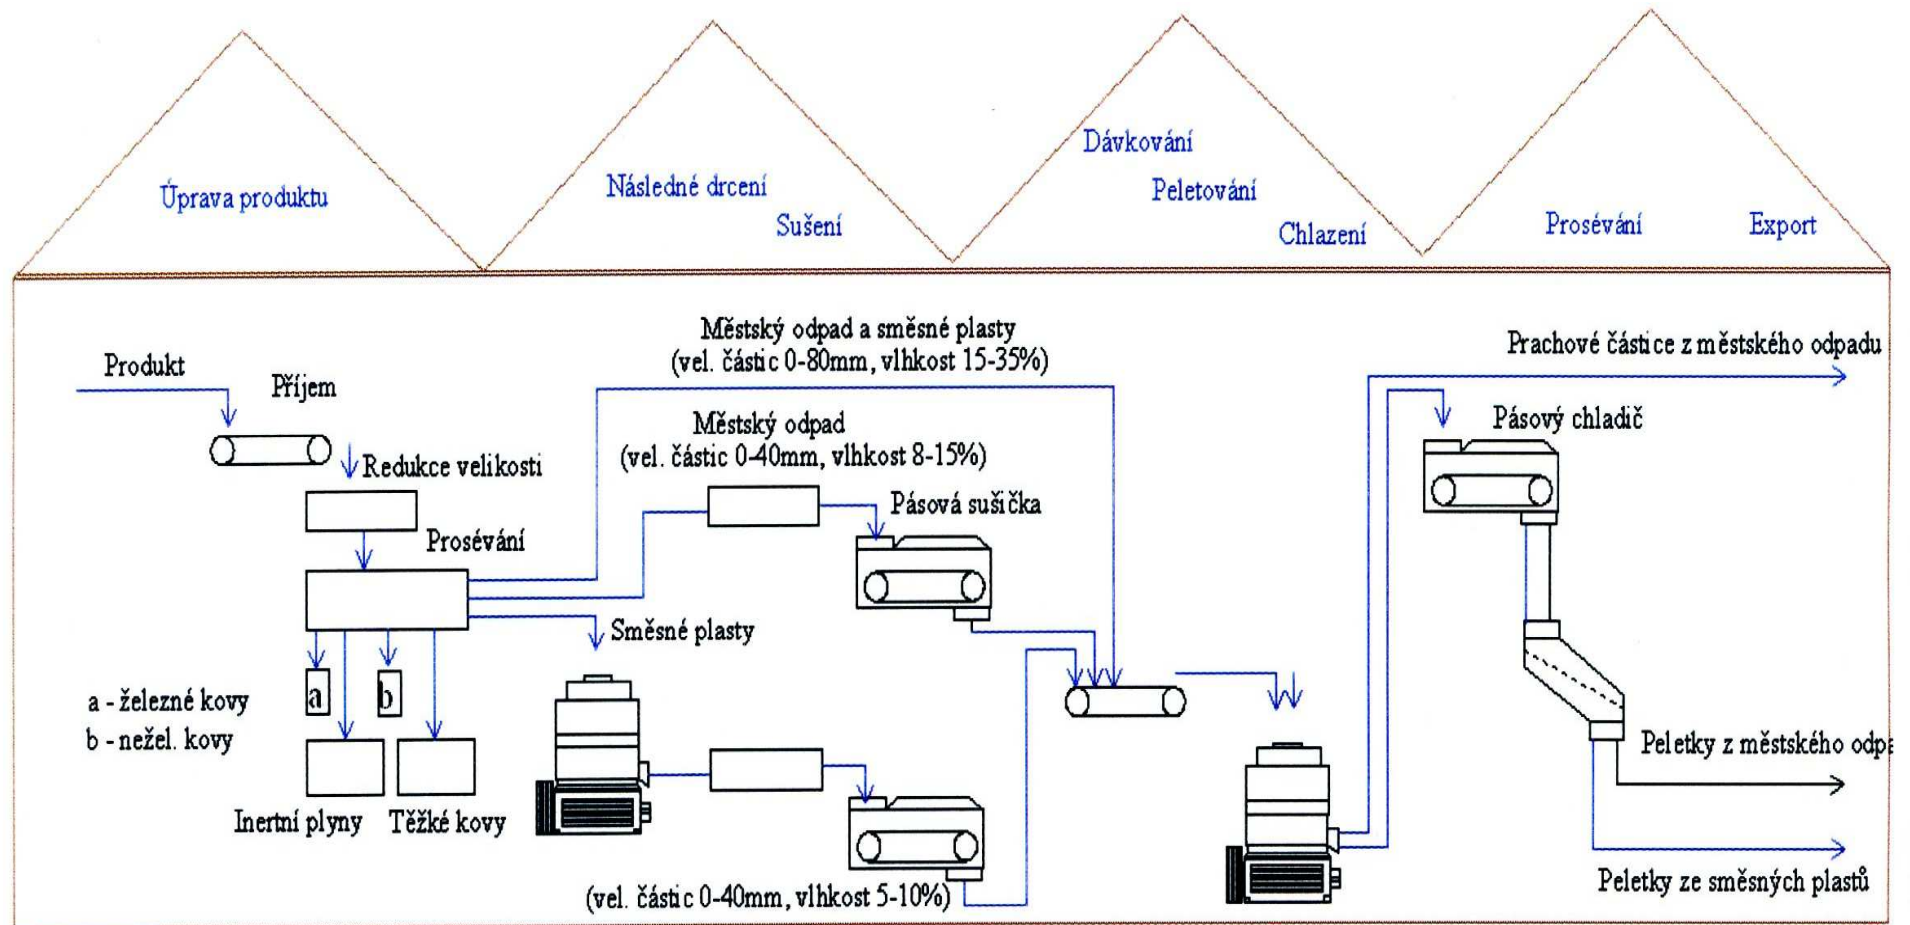 Úprava produktu
Následné drcení
Sušení
Dávkování
Peletování
Chlazení
Prosévání
Export
Městský odpad a směsné plasty
(vel. částic 0-80mm, vlhkost 15-35%)
Prachové částice z městského odpadu
Produkt
Příjem
Městský odpad
(vel. částic 0-40mm, vlhkost 8-15%)
Pásový chladič
Redukce velikosti
Pásová sušička
Prosévání
Směsné plasty
a - železné kovy
b - nežel. kovy
a
b
Inertní plyny
Těžké kovy
Peletky z městského odpa
(vel. částic 0-40mm, vlhkost 5-10%)
Peletky ze směsných plastů